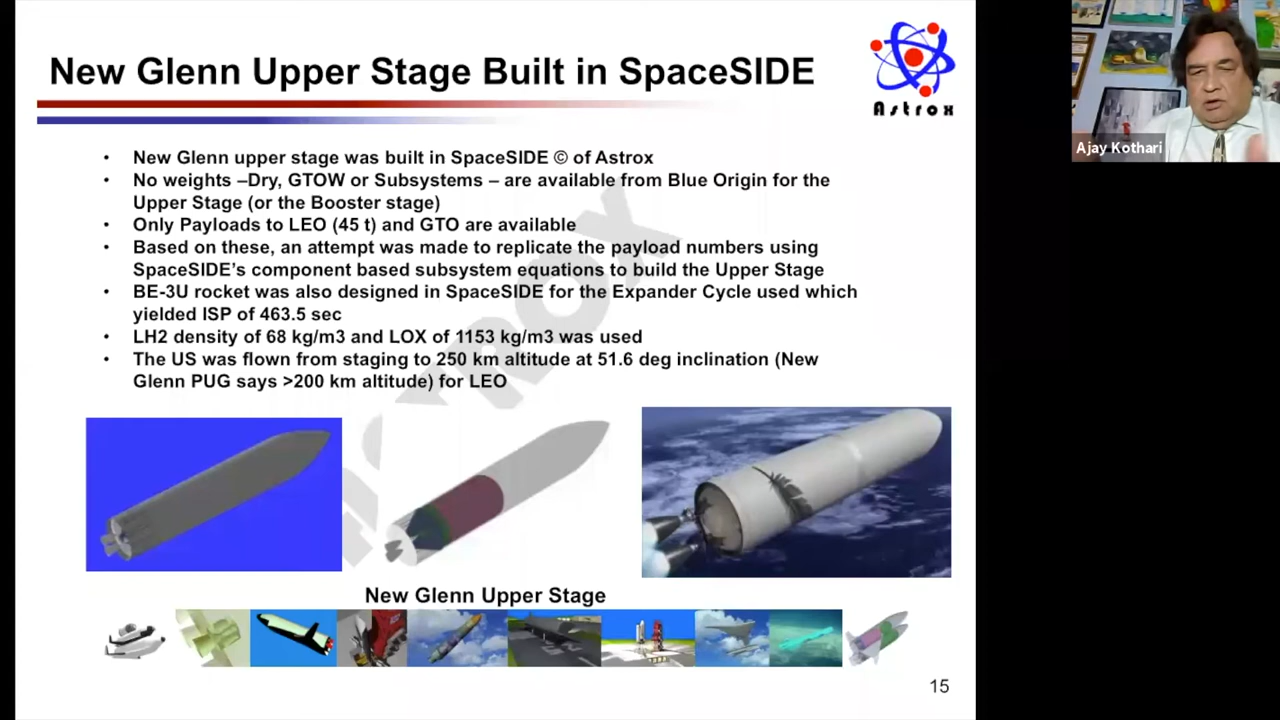 New Glenn Upper Stage Built in SpaceSIDE
Astrox
Ajay Kothari
• New Glenn upper stage was built in SpaceSIDE © of Astrox
• No weights –Dry, GTOW or Subsystems – are available from Blue Origin for the
Upper Stage (or the Booster stage)
• Only Payloads to LEO (45 t) and GTO are available
• Based on these, an attempt was made to replicate the payload numbers using
SpaceSIDE's component based subsystem equations to build the Upper Stage
• BE-3U rocket was also designed in SpaceSIDE for the Expander Cycle used which
yielded ISP of 463.5 sec
• LH2 density of 68 kg/m3 and LOX of 1153 kg/m3 was used
• The US was flown from staging to 250 km altitude at 51.6 deg inclination (New
Glenn PUG says >200 km altitude) for LEO
ASTROX
New Glenn Upper Stage
15